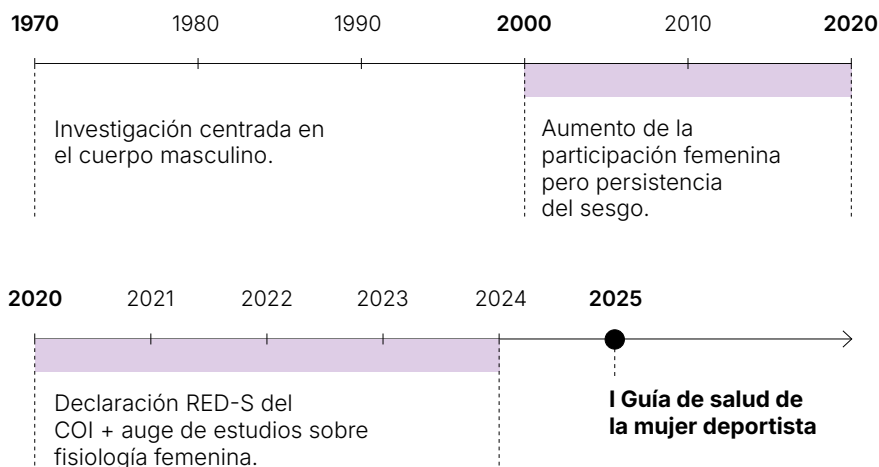 1970 1980 1990 2000 2010 2020
Investigación centrada en
el cuerpo masculino.
Aumento de la
participación femenina
pero persistencia
del sesgo.
2020 2021 2022 2023 2024 2025
Declaración RED-S del
COI + auge de estudios sobre
fisiología femenina.
I Guía de salud de
la mujer deportista